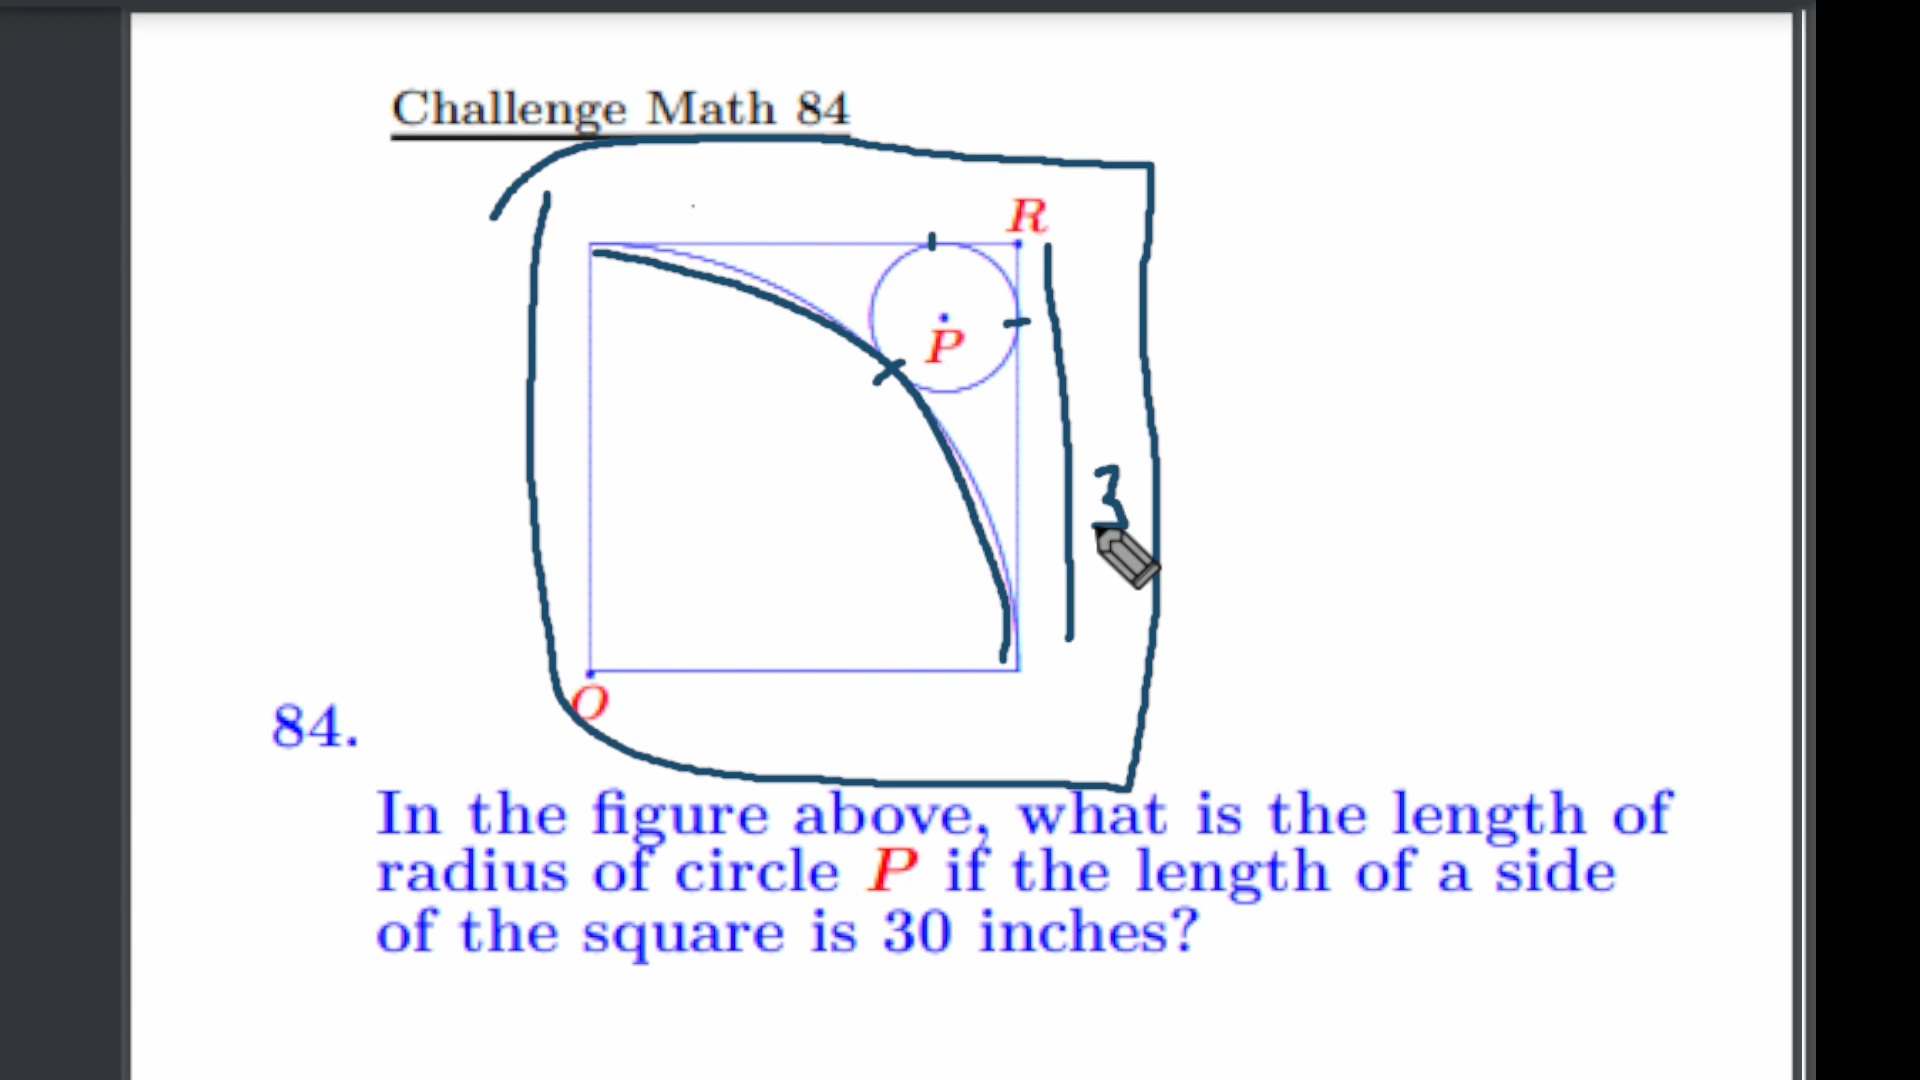 Challenge Math 84
R
P
3
O
84.
In the figure above, what is the length of
radius of circle P if the length of a side
of the square is 30 inches?